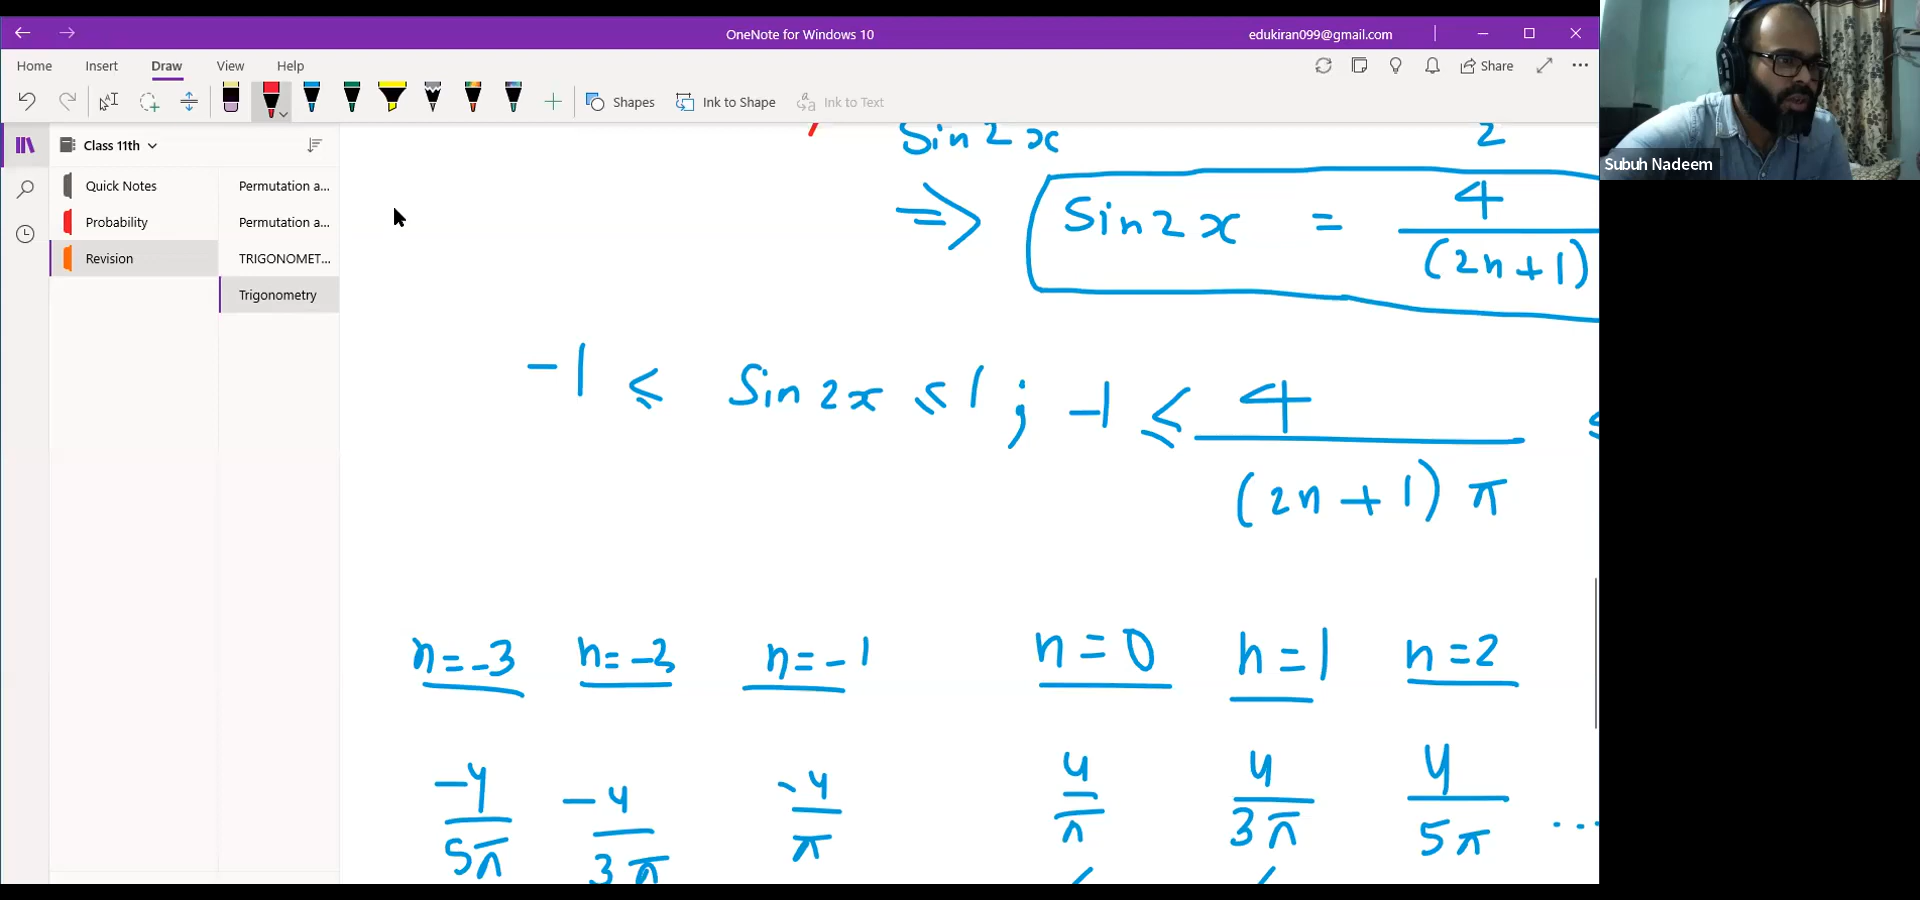 OneNote for Windows 10
edukiran099@gmail.com
Home Insert Draw View Help
Share
Shapes Ink to Shape Ink to Text
Class 11th
Quick Notes
Probability
Revision
Permutation a...
Permutation a...
TRIGONOMET...
Trigonometry
Subuh Nadeem
Sin 2x 2
=> Sin 2x = 4/(2n+1)
-1 ≤ Sin 2x ≤ 1 ; -1 ≤ 4/(2n+1)π ≤
n=-3 n=-2 n=-1 n=0 n=1 n=2
-4/5π -4/3π -4/π 4/π 4/3π 4/5π ...